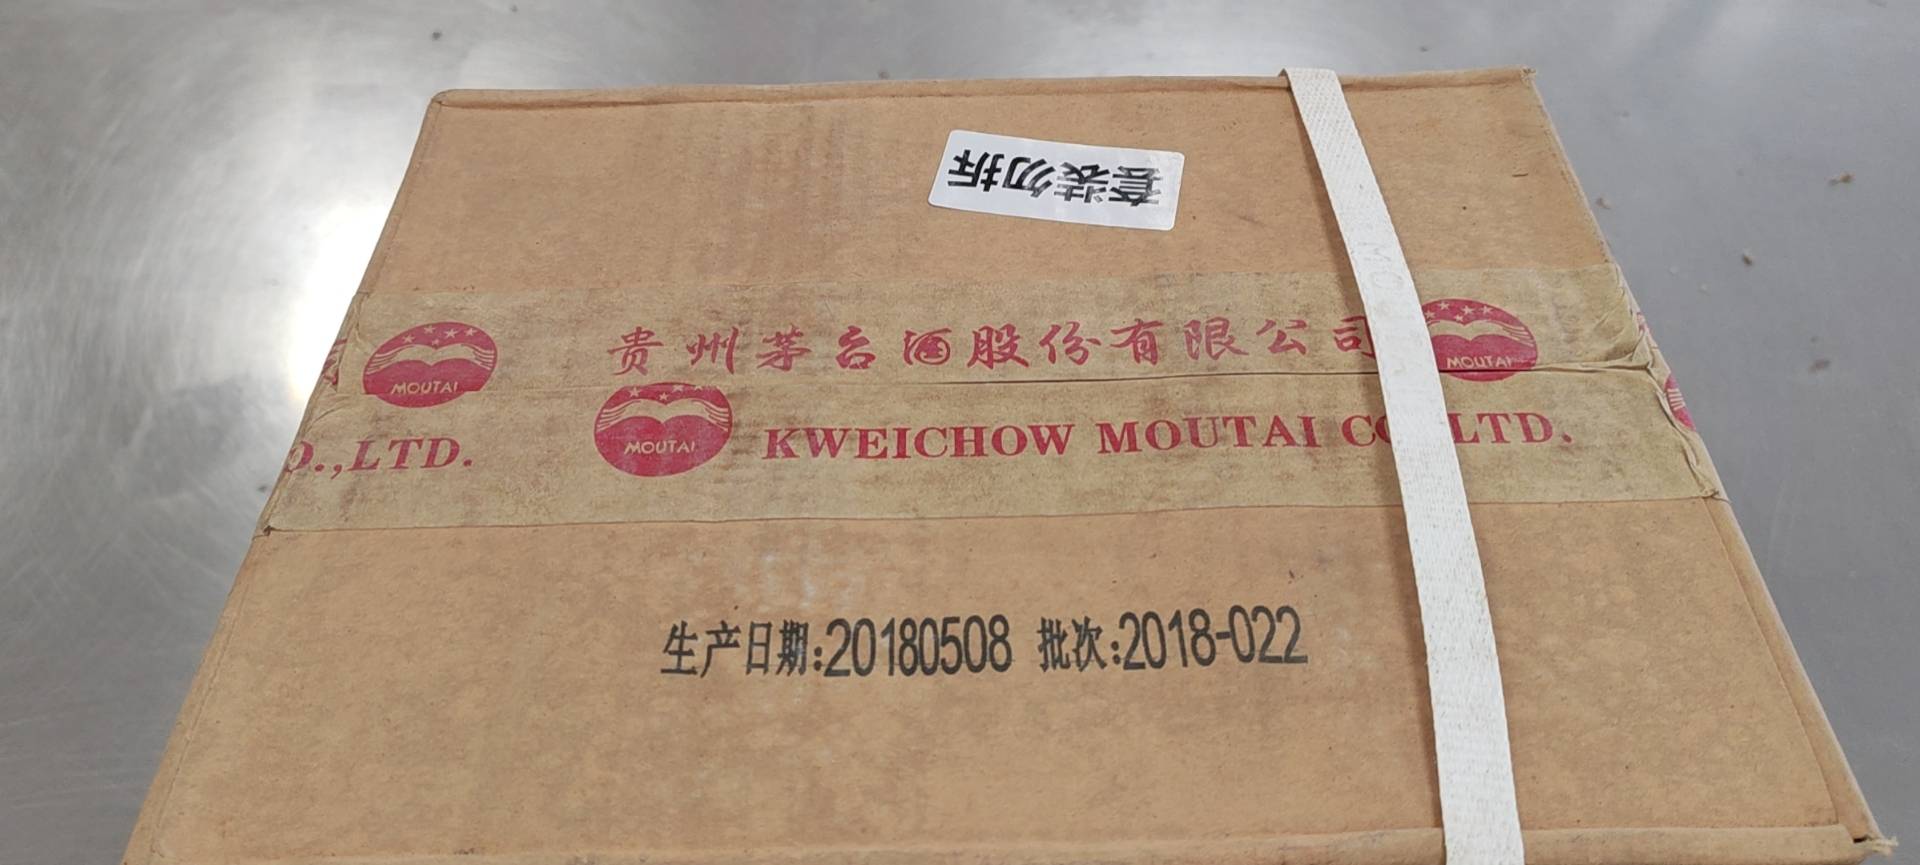 套装勿拆
贵州茅台酒股份有限公司
MOUTAI
MOUTAI
MOUTAI
KWEICHOW MOUTAI CO LTD.
O.,LTD.
生产日期:20180508 批次:2018-022